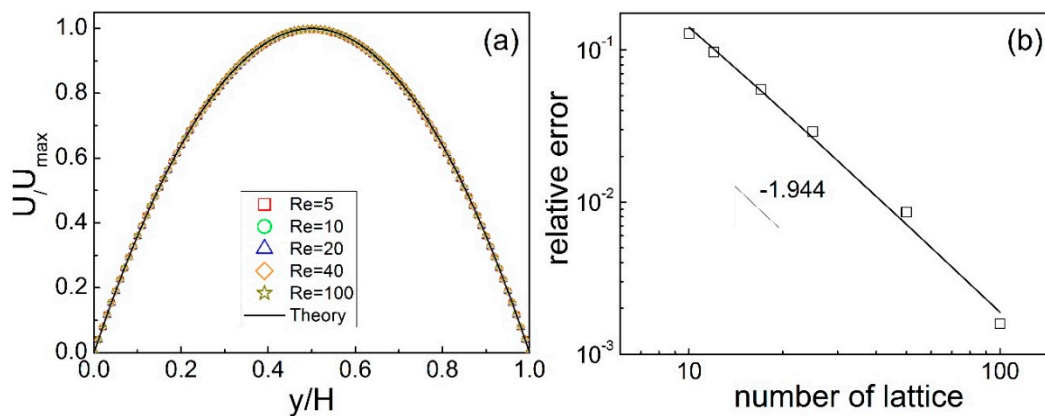 (a)
U/U_max
1.0
0.8
0.6
0.4
0.2
0.0
Re=5
Re=10
Re=20
Re=40
Re=100
Theory
0.0 0.2 0.4 0.6 0.8 1.0
y/H
(b)
relative error
10⁻¹
10⁻²
10⁻³
-1.944
10 100
number of lattice